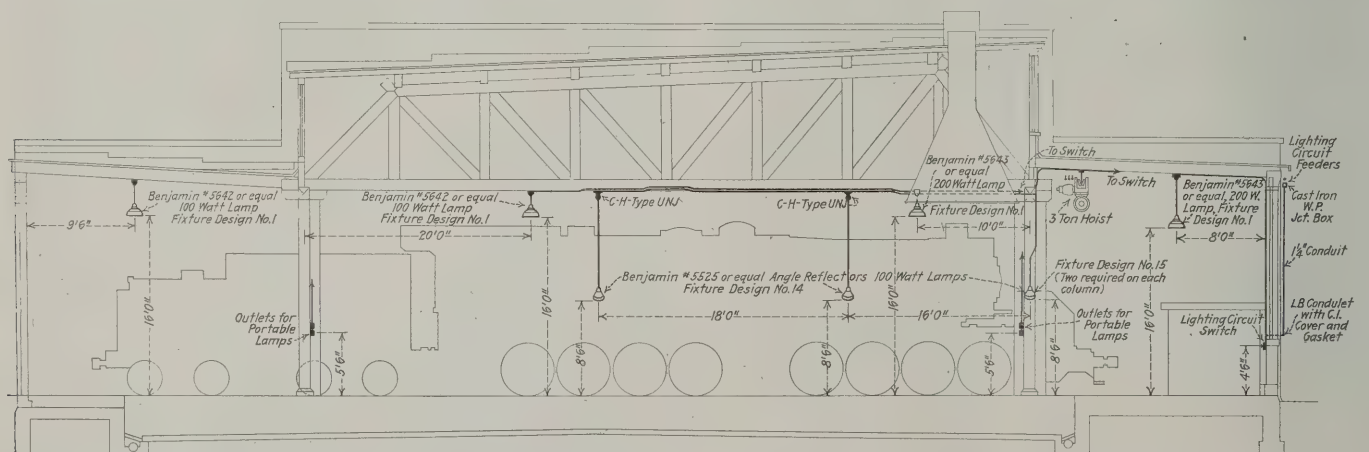 Benjamin #5642 or equal
100 Watt Lamp
Fixture Design No.1
9'6"
16'0"
Outlets for
Portable
Lamps
5'6"
20'0"
Benjamin #5642 or equal
100 Watt Lamp
Fixture Design No.1
16'0"
C-H-Type UNJ
C-H-Type UNJ
Benjamin #5525 or equal Angle Reflectors 100 Watt Lamps
Fixture Design No.14
8'6"
18'0"
8'6"
16'0"
Benjamin #5643
or equal
200 Watt Lamp
Fixture Design No.1
10'0"
16'0"
To Switch
To Switch
3 Ton Hoist
Fixture Design No.15
(Two required on each
column)
Outlets for
Portable
Lamps
5'6"
8'6"
16'0"
Benjamin #5643
or equal, 200 W.
Lamp, Fixture
Design No.1
8'0"
Lighting Circuit
Switch
4'6"
Lighting
Circuit
Feeders
Cast Iron
W.P.
Jct. Box
1¼" Conduit
LB Condulet
with C.I.
Cover and
Gasket